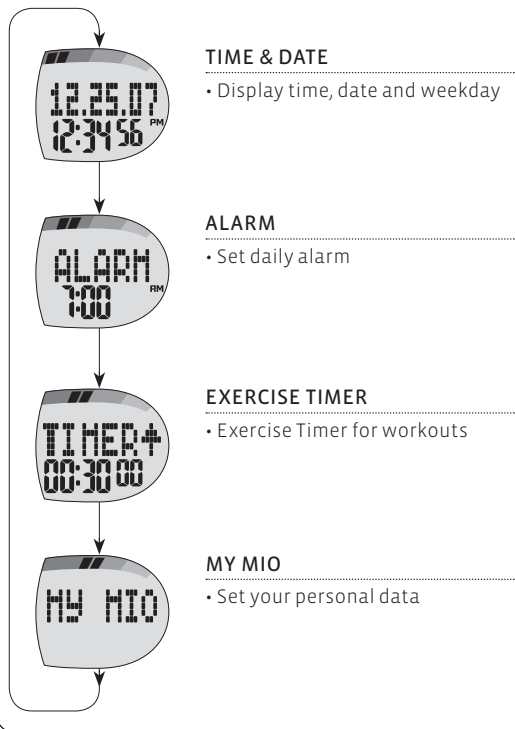 TIME & DATE
12.25.07
12:34 56 PM
• Display time, date and weekday
ALARM
ALARM
7:00 AM
• Set daily alarm
EXERCISE TIMER
TIMER+
00:30 00
• Exercise Timer for workouts
MY MIO
MY MIO
• Set your personal data